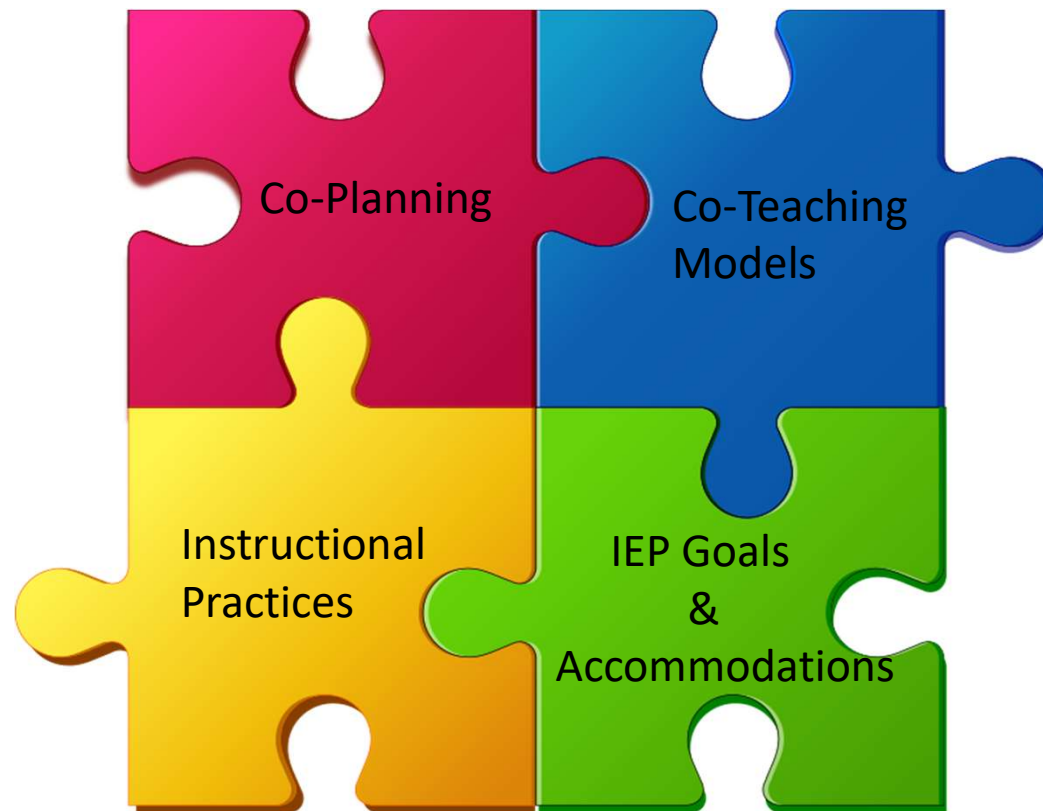 Co-Planning
Co-Teaching
Models
Instructional
Practices
IEP Goals
&
Accommodations